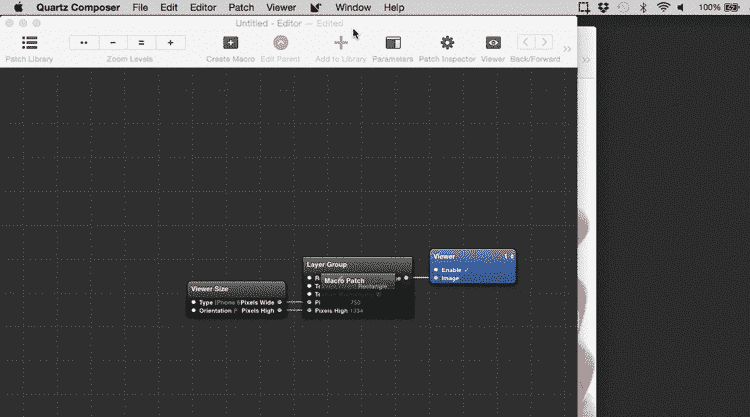 Quartz Composer File Edit Editor Patch Viewer Window Help 100%
Untitled - Editor — Edited
Patch Library Zoom Levels Create Macro Edit Parent Add to Library Parameters Patch Inspector Viewer Back/Forward
Viewer
Enable ✓
Image
Layer Group
Macro Patch
Rectangle
Viewer Size
Type iPhone Pixels Wide
Orientation P Pixels High
750
Pixels High 1334